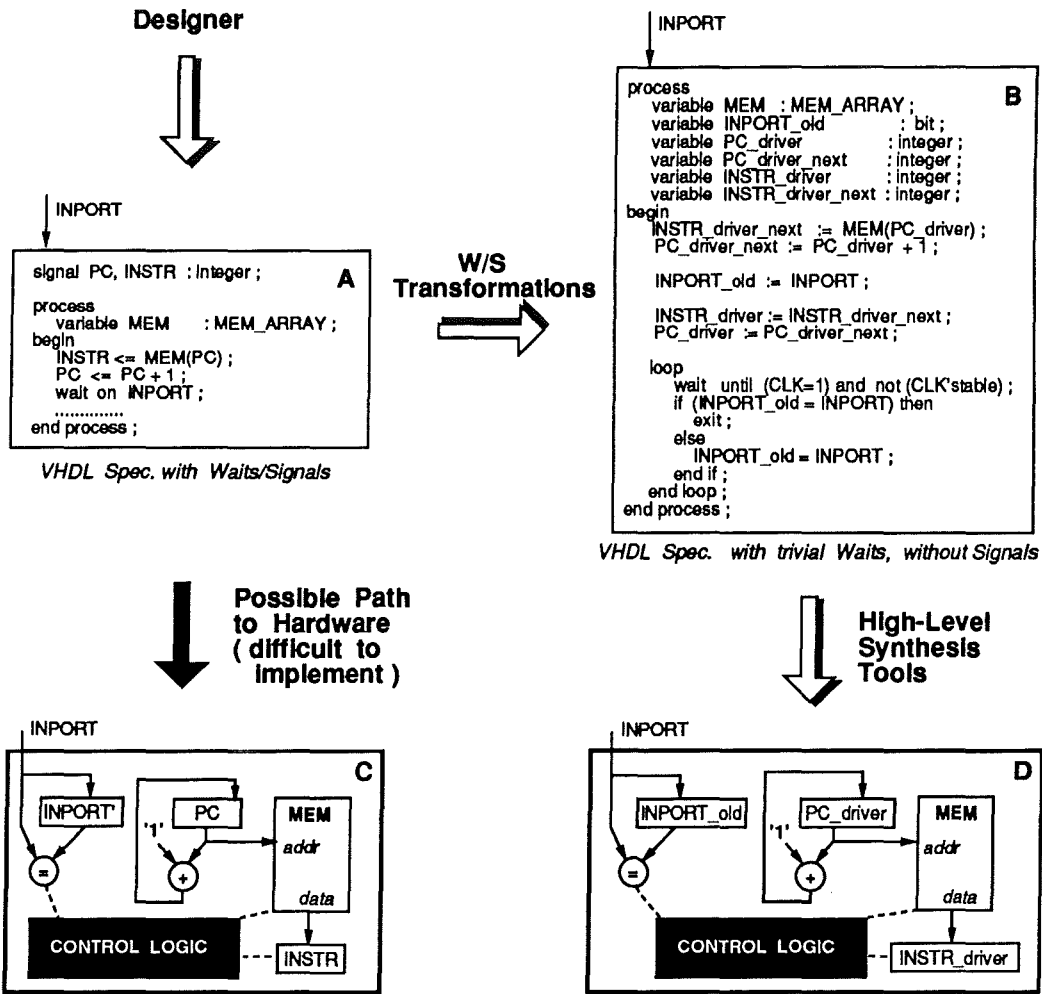 Designer
INPORT
signal PC, INSTR : integer ;
A
process
variable MEM : MEM_ARRAY ;
begin
INSTR <= MEM(PC) ;
PC <= PC + 1 ;
wait on INPORT ;
..............
end process ;
VHDL Spec. with Waits/Signals
W/S
Transformations
INPORT
process
B
variable MEM : MEM_ARRAY ;
variable INPORT_old : bit ;
variable PC_driver : integer ;
variable PC_driver_next : integer ;
variable INSTR_driver : integer ;
variable INSTR_driver_next : integer ;
begin
INSTR_driver_next := MEM(PC_driver) ;
PC_driver_next := PC_driver + 1 ;
INPORT_old := INPORT ;
INSTR_driver := INSTR_driver_next ;
PC_driver := PC_driver_next ;
loop
wait until (CLK=1) and not (CLK'stable) ;
if (INPORT_old = INPORT) then
exit ;
else
INPORT_old = INPORT ;
end if ;
end loop ;
end process ;
VHDL Spec. with trivial Waits, without Signals
Possible Path
to Hardware
( difficult to
implement )
High-Level
Synthesis
Tools
INPORT
C
INPORT'
PC
MEM
'1'
addr
=
+
data
CONTROL LOGIC
INSTR
INPORT
D
INPORT_old
PC_driver
MEM
'1'
addr
=
+
data
CONTROL LOGIC
INSTR_driver